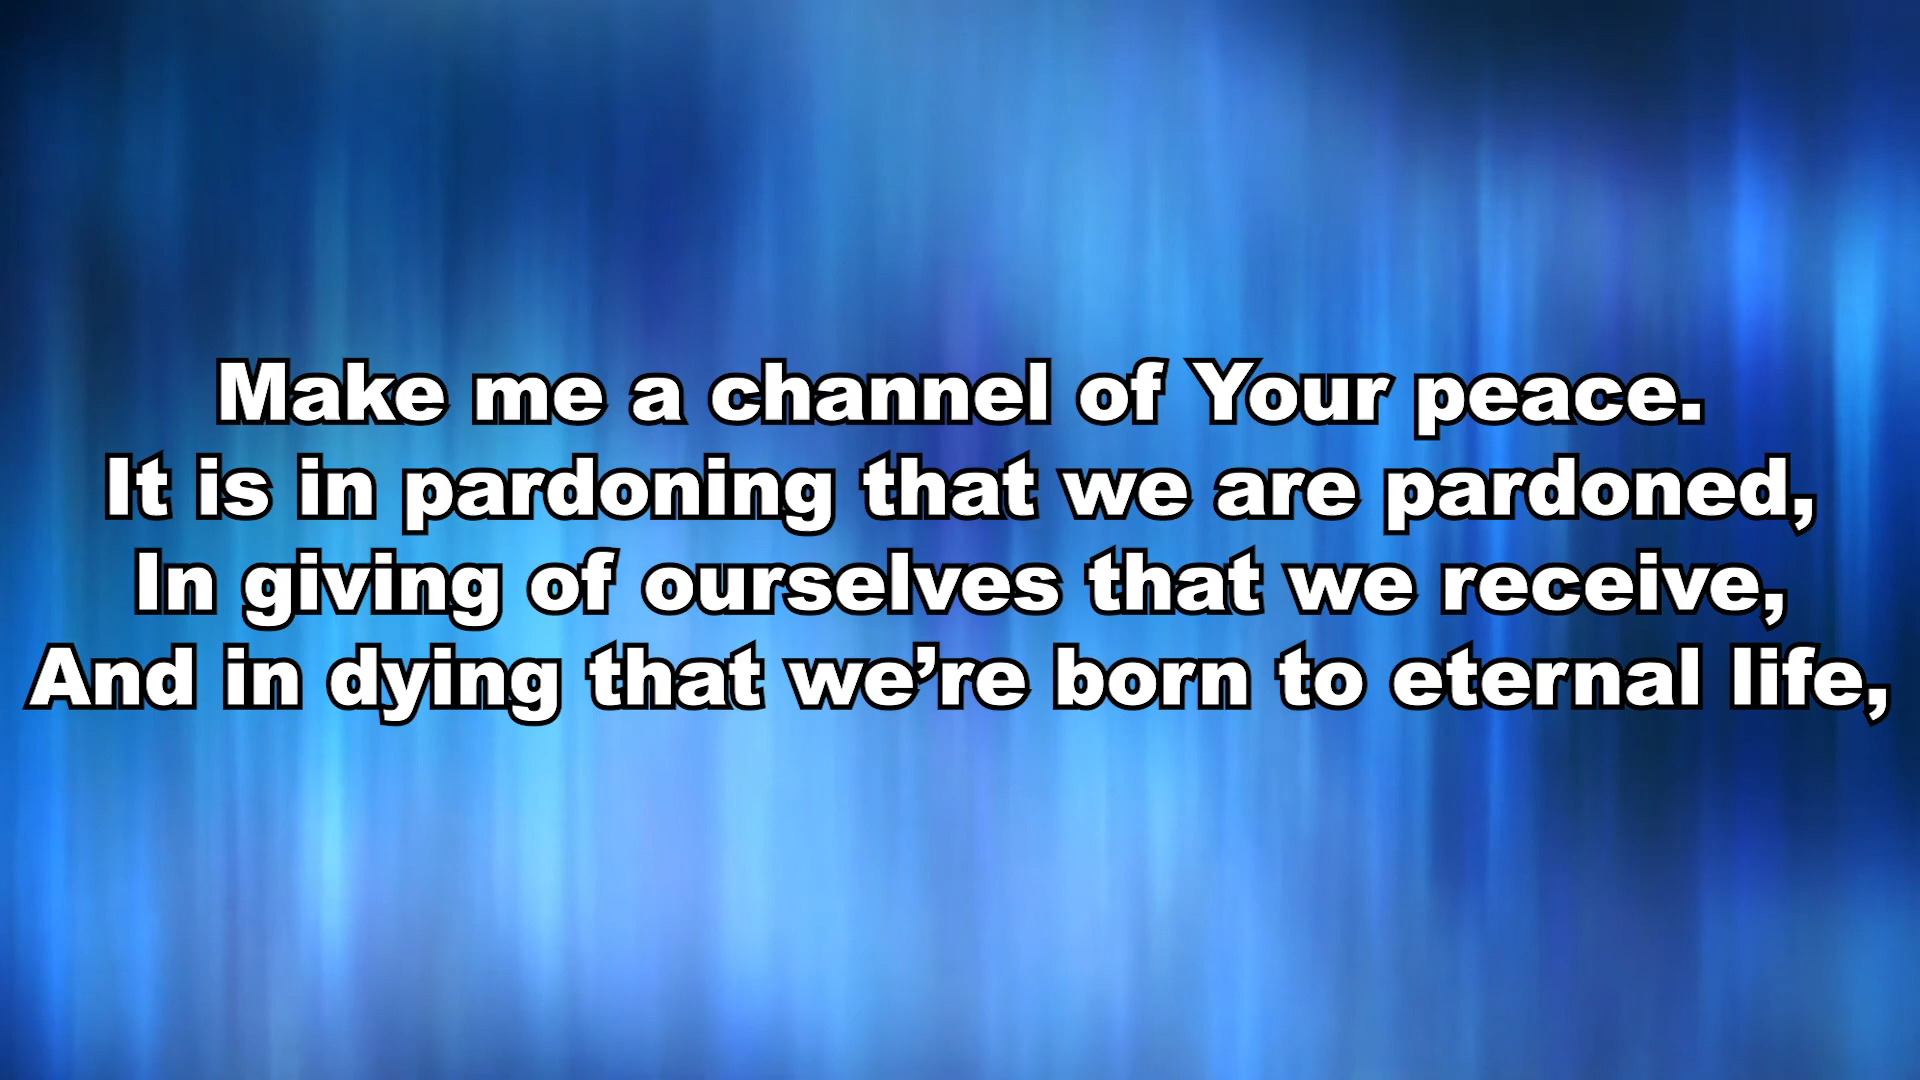 Make me a channel of Your peace.
It is in pardoning that we are pardoned,
In giving of ourselves that we receive,
And in dying that we’re born to eternal life,